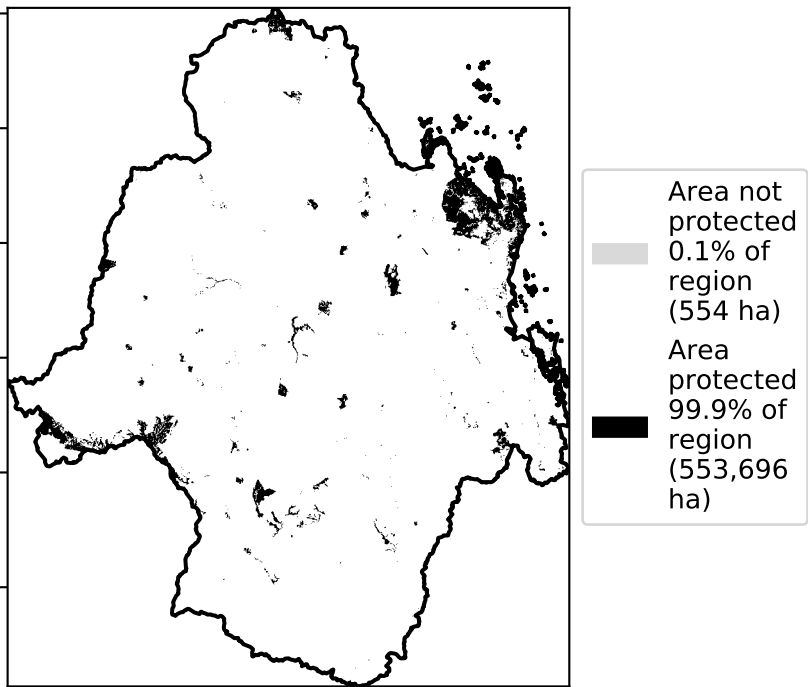 Area not
protected
0.1% of
region
(554 ha)
Area
protected
99.9% of
region
(553,696
ha)